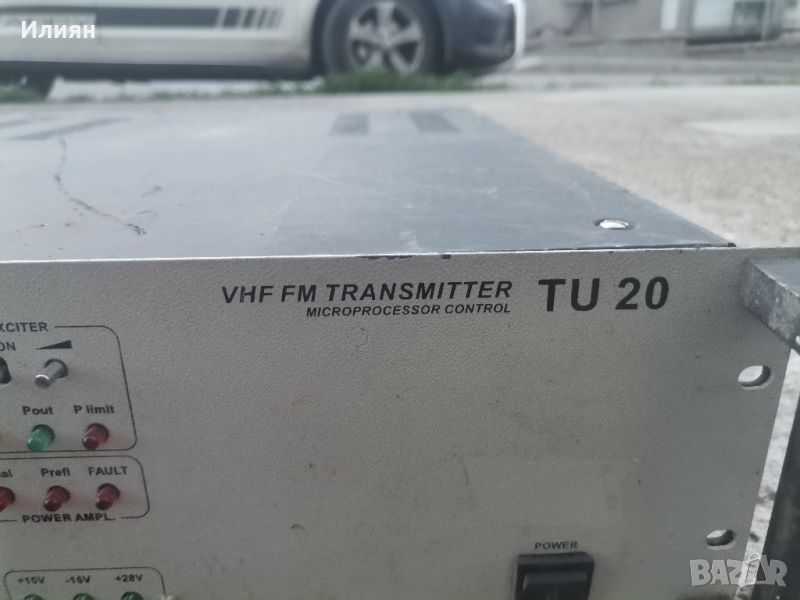 Илиян
VHF FM TRANSMITTER TU 20
MICROPROCESSOR CONTROL
ON
Pout P limit
Prefl FAULT
POWER AMPL.
POWER
+15V -15V +28V
BAZAR